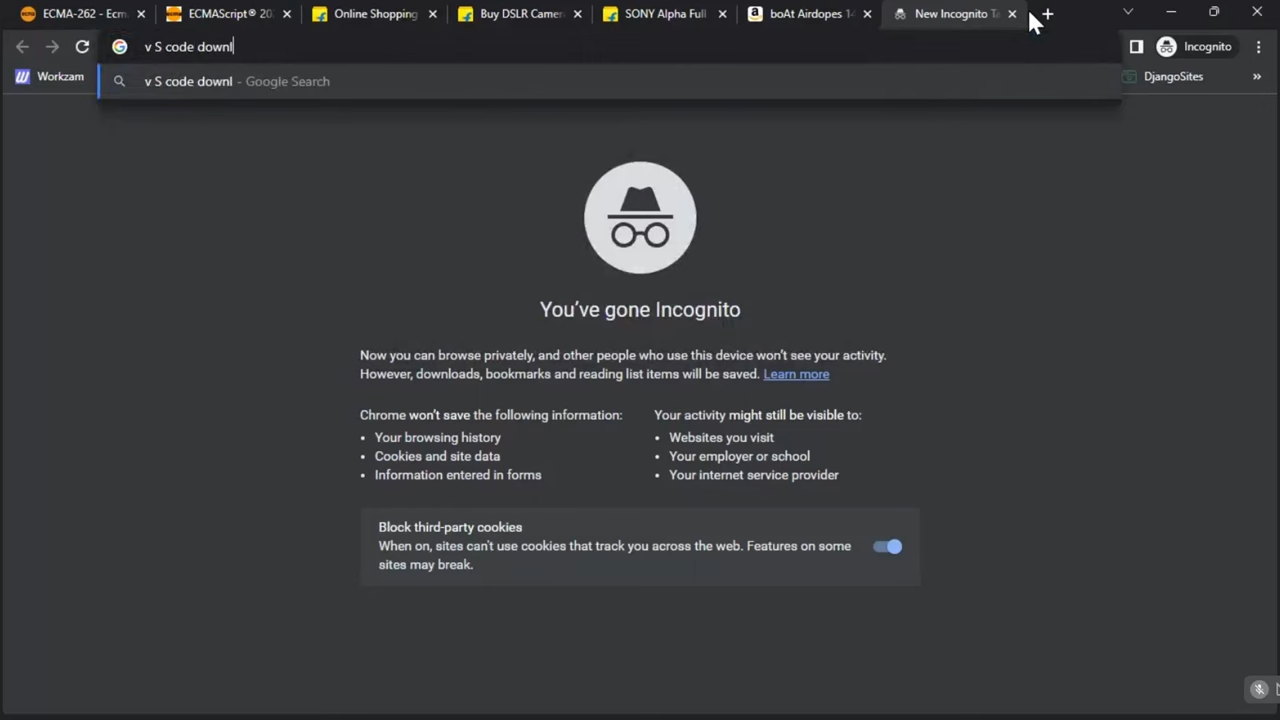 ECMA-262 - Ecm
ECMAScript® 20
Online Shopping
Buy DSLR Camer
SONY Alpha Full
boAt Airdopes 14
New Incognito Ta
v S code downl
Incognito
Workzam
v S code downl - Google Search
DjangoSites
You've gone Incognito
Now you can browse privately, and other people who use this device won't see your activity.
However, downloads, bookmarks and reading list items will be saved. Learn more
Chrome won't save the following information:
• Your browsing history
• Cookies and site data
• Information entered in forms
Your activity might still be visible to:
• Websites you visit
• Your employer or school
• Your internet service provider
Block third-party cookies
When on, sites can't use cookies that track you across the web. Features on some
sites may break.